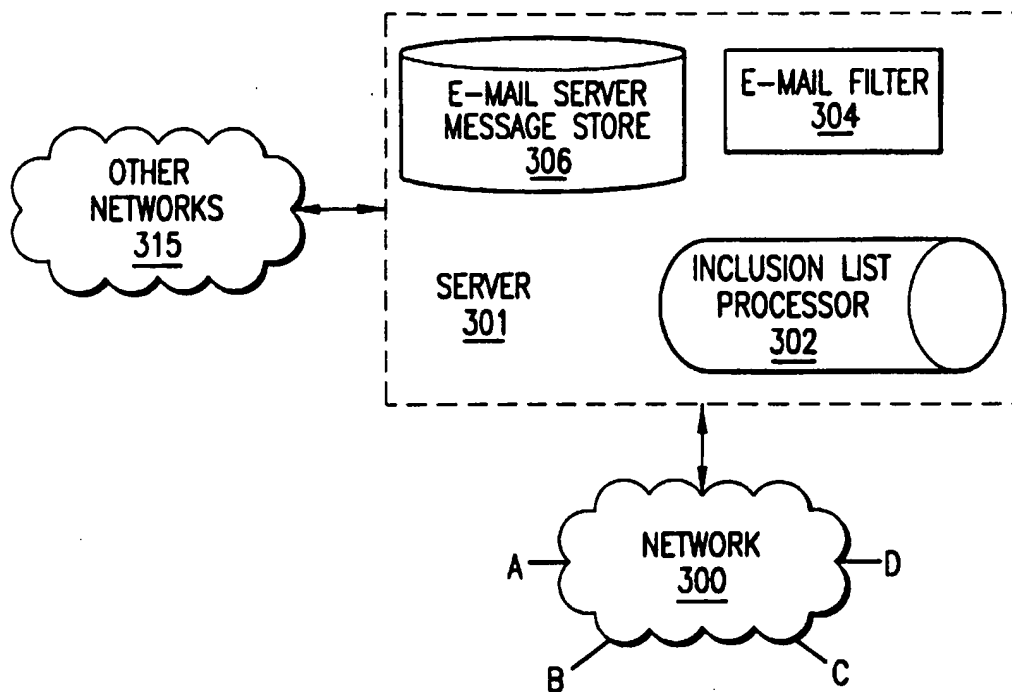 E-MAIL SERVER
MESSAGE STORE
306
E-MAIL FILTER
304
OTHER
NETWORKS
315
SERVER
301
INCLUSION LIST
PROCESSOR
302
NETWORK
300
A
D
B
C